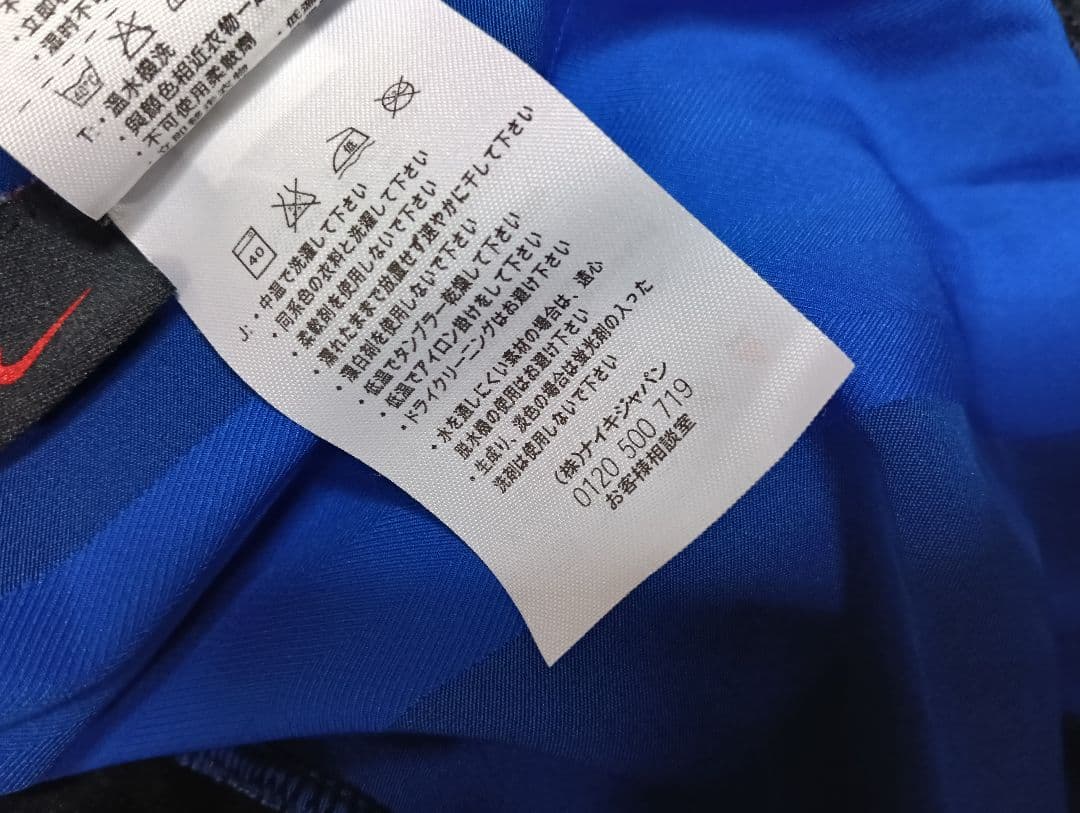 40℃
T:・温水機洗
・與顏色相近衣物一
・不可使用柔軟劑
低
40
J:・中温で洗濯して下さい
・同系色の衣料と洗濯して下さい
・柔軟剤を使用しないで下さい
・濡れたままで放置せず速やかに干して下さい
・漂白剤を使用しないで下さい
・低温でタンブラー乾燥して下さい
・低温でアイロン掛けをして下さい
・ドライクリーニングはお避け下さい
・水を通しにくい素材の場合は、遠心
脱水機の使用はお避け下さい
・生成り、淡色の場合は蛍光剤の入った
洗剤は使用しないで下さい
(株)ナイキジャパン
0120 500 719
お客様相談室